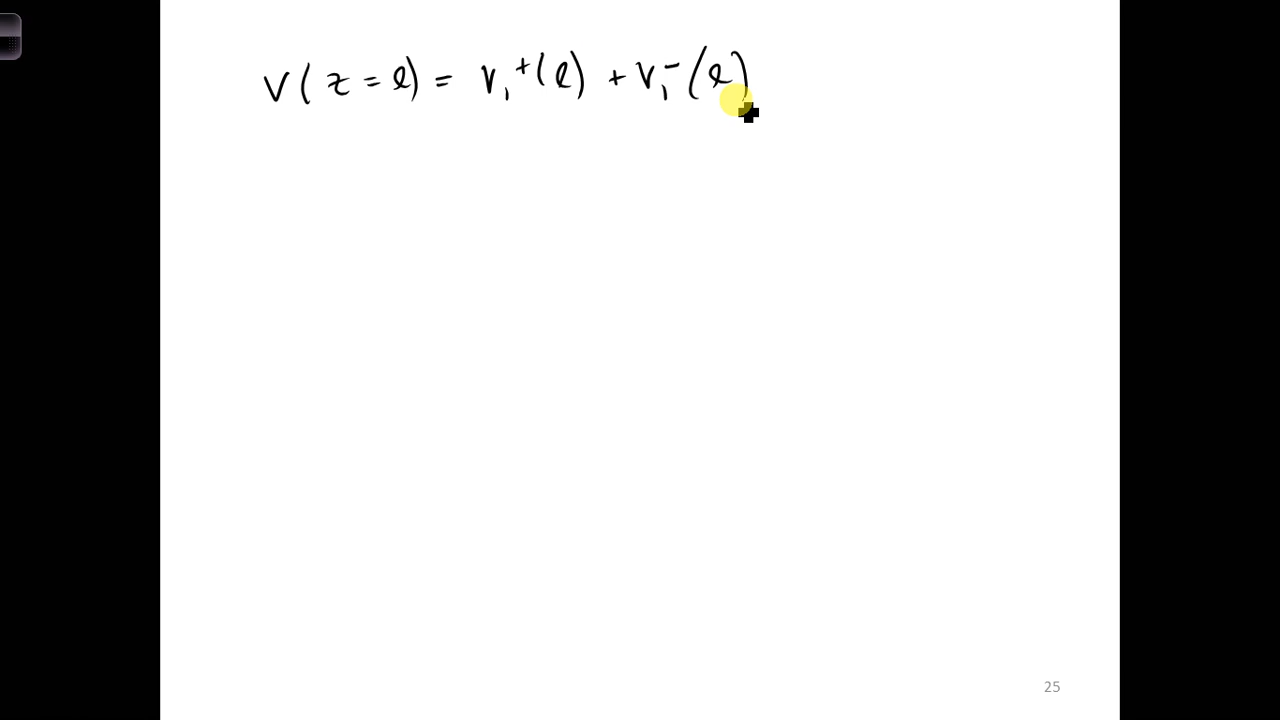 V(z=l) = V₁⁺(l) + V₁⁻(l)
25